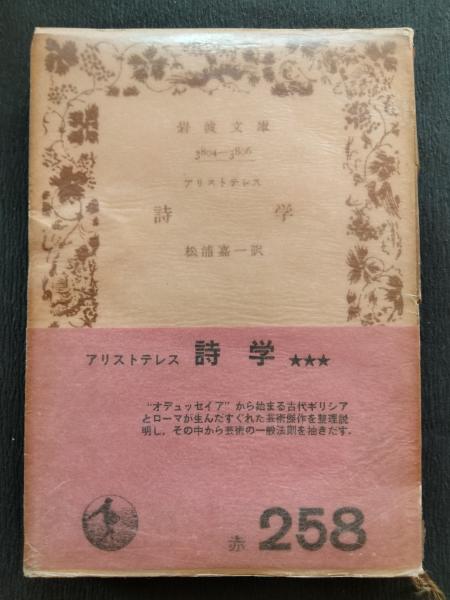 岩波文庫
3804—3806
アリストテレス
詩学
松浦嘉一訳
アリストテレス 詩学 ★★★
“オデュッセイア”から始まる古代ギリシア
とローマが生んだすぐれた芸術傑作を整理説
明し，その中から芸術の一般法則を抽きだす．
赤 258